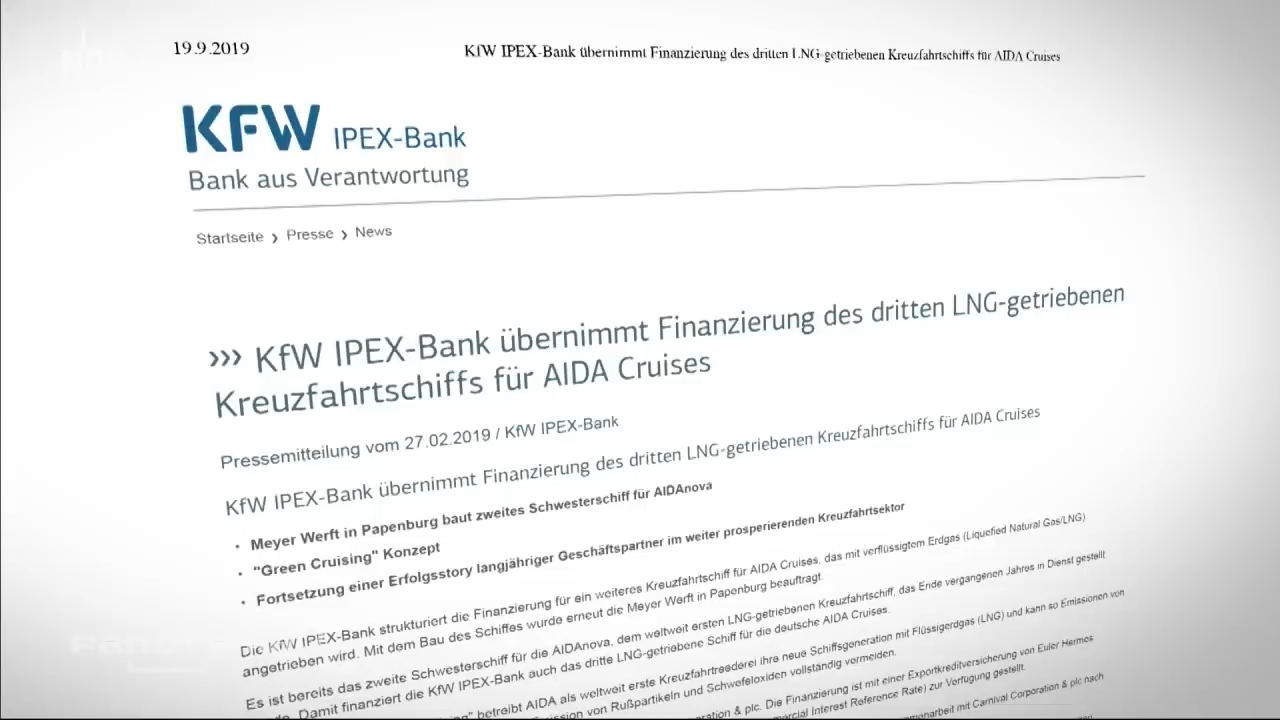 19.9.2019
KfW IPEX-Bank übernimmt Finanzierung des dritten LNG-getriebenen Kreuzfahrtschiffs für AIDA Cruises
KFW IPEX-Bank
Bank aus Verantwortung
Startseite › Presse › News
››› KfW IPEX-Bank übernimmt Finanzierung des dritten LNG-getriebenen
Kreuzfahrtschiffs für AIDA Cruises
Pressemitteilung vom 27.02.2019 / KfW IPEX-Bank
KfW IPEX-Bank übernimmt Finanzierung des dritten LNG-getriebenen Kreuzfahrtschiffs für AIDA Cruises
• Meyer Werft in Papenburg baut zweites Schwesterschiff für AIDAnova
• "Green Cruising" Konzept
• Fortsetzung einer Erfolgsstory langjähriger Geschäftspartner im weiter prosperierenden Kreuzfahrtsektor
Die KfW IPEX-Bank strukturiert die Finanzierung für ein weiteres Kreuzfahrtschiff für AIDA Cruises, das mit verflüssigtem Erdgas (Liquefied Natural Gas/LNG)
angetrieben wird. Mit dem Bau des Schiffes wurde erneut die Meyer Werft in Papenburg beauftragt.
Es ist bereits das zweite Schwesterschiff für die AIDAnova, dem weltweit ersten LNG-getriebenen Kreuzfahrtschiff, das Ende vergangenen Jahres in Dienst gestellt
Damit finanziert die KfW IPEX-Bank auch das dritte LNG-getriebene Schiff für die deutsche AIDA Cruises.
betreibt AIDA als weltweit erste Kreuzfahrtreederei ihre neue Schiffsgeneration mit Flüssigerdgas (LNG) und kann so Emissionen von
von Rußpartikeln und Schwefeloxiden vollständig vermeiden.
& plc. Die Finanzierung ist mit einer Exportkreditversicherung von Euler Hermes
Interest Reference Rate) zur Verfügung gestellt.
mit Carnival Corporation & plc nach